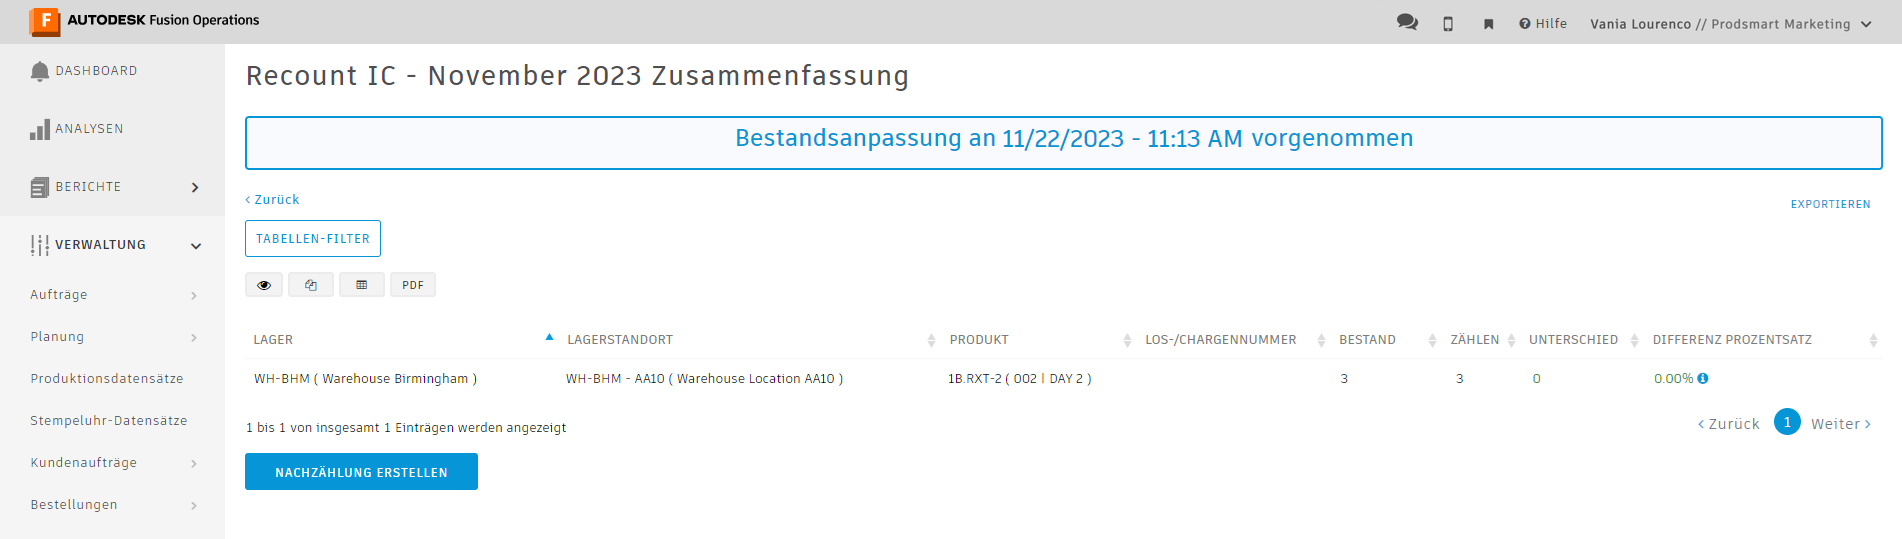 F AUTODESK Fusion Operations
Hilfe
Vania Lourenco // Prodsmart Marketing
DASHBOARD
ANALYSEN
BERICHTE
VERWALTUNG
Aufträge
Planung
Produktionsdatensätze
Stempeluhr-Datensätze
Kundenaufträge
Bestellungen
Recount IC - November 2023 Zusammenfassung
Bestandsanpassung an 11/22/2023 - 11:13 AM vorgenommen
‹ Zurück
EXPORTIEREN
TABELLEN-FILTER
PDF
LAGER LAGERSTANDORT PRODUKT LOS-/CHARGENNUMMER BESTAND ZÄHLEN UNTERSCHIED DIFFERENZ PROZENTSATZ
WH-BHM ( Warehouse Birmingham ) WH-BHM - AA10 ( Warehouse Location AA10 ) 1B.RXT-2 ( 002 | DAY 2 ) 3 3 0 0.00%
1 bis 1 von insgesamt 1 Einträgen werden angezeigt
‹ Zurück 1 Weiter ›
NACHZÄHLUNG ERSTELLEN